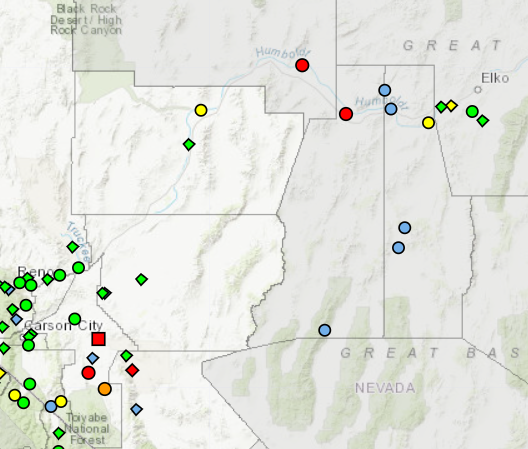 Black Rock
Desert / High
Rock Canyon
Humboldt
GREAT
Elko
Humboldt
Truckee
Reno
Carson City
GREAT BAS
NEVADA
Toiyabe
National
Forest